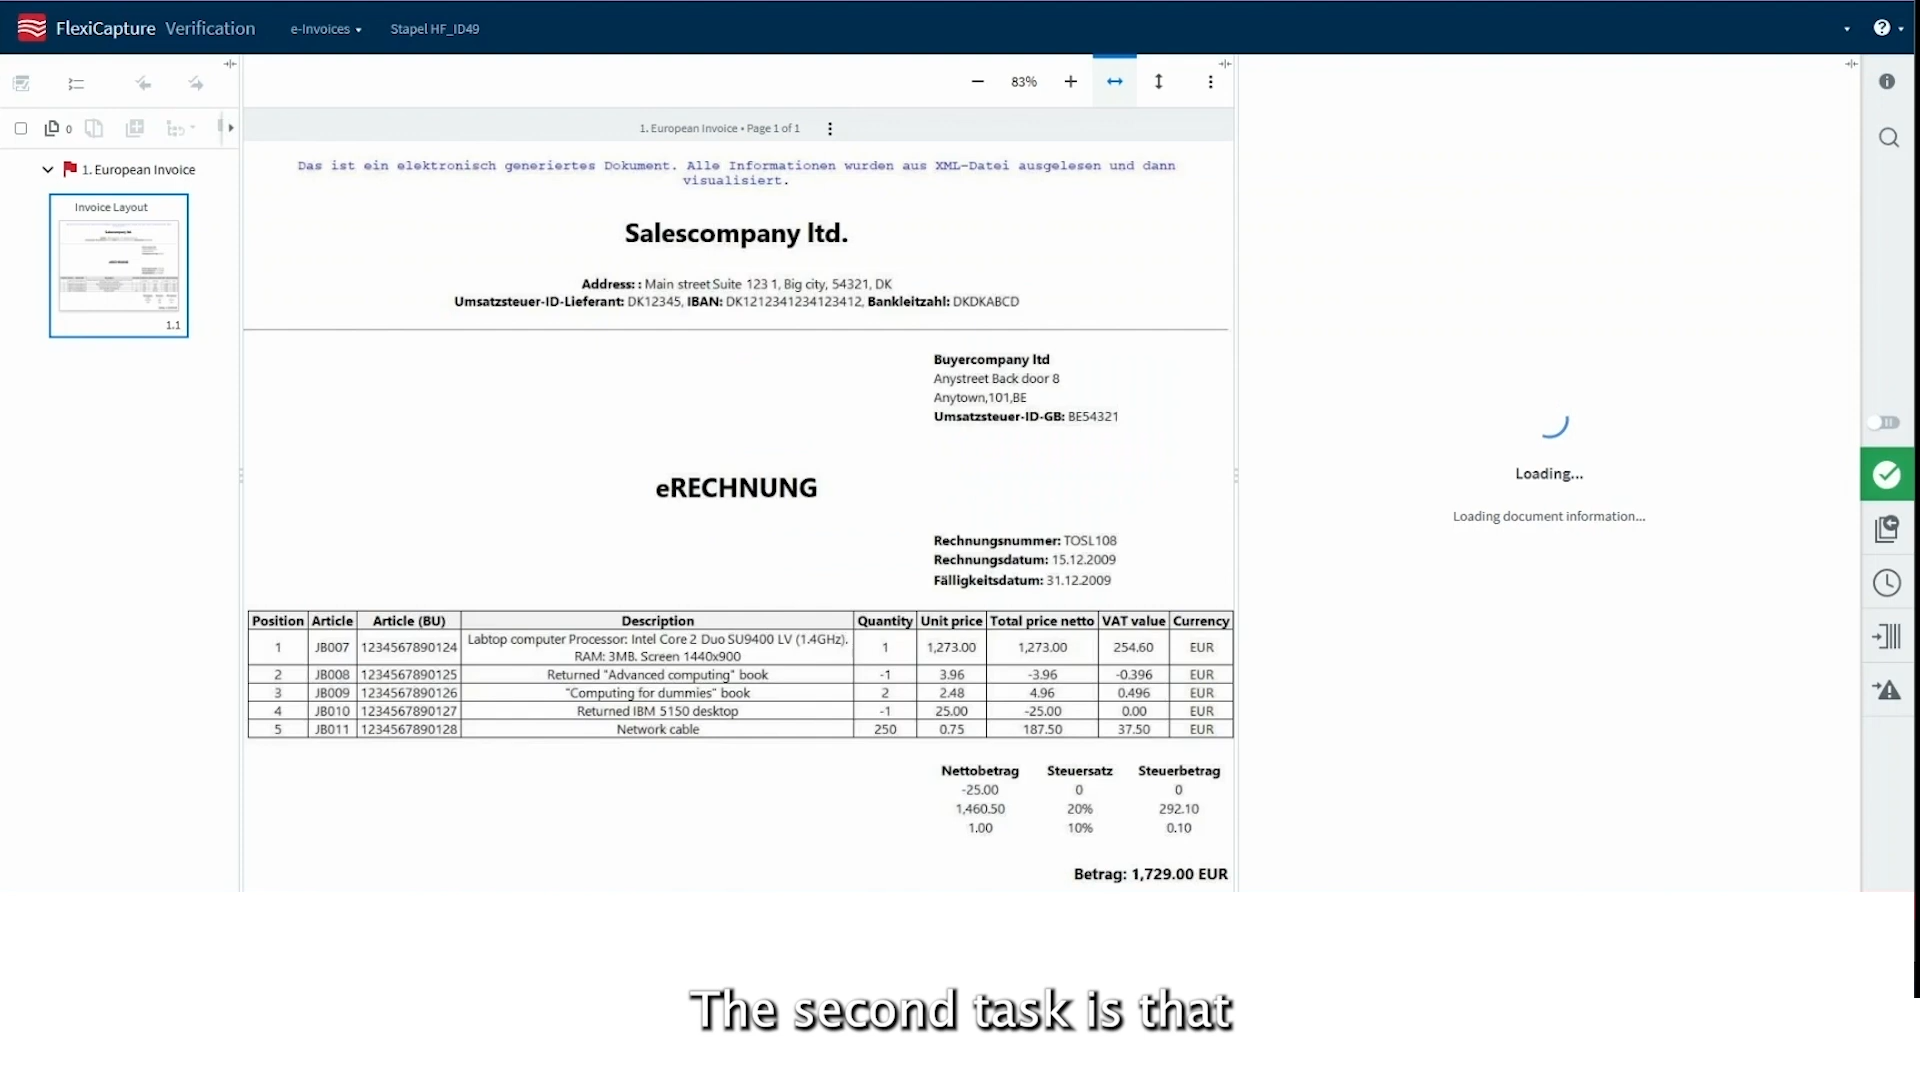 FlexiCapture Verification e-Invoices Stapel HF_ID49
83%
0
1. European Invoice • Page 1 of 1
1. European Invoice
Invoice Layout
1.1
Das ist ein elektronisch generiertes Dokument. Alle Informationen wurden aus XML-Datei ausgelesen und dann
visualisiert.
Salescompany ltd.
Address: : Main street Suite 123 1, Big city, 54321, DK
Umsatzsteuer-ID-Lieferant: DK12345, IBAN: DK1212341234123412, Bankleitzahl: DKDKABCD
Buyercompany ltd
Anystreet Back door 8
Anytown,101,BE
Umsatzsteuer-ID-GB: BE54321
eRECHNUNG
Rechnungsnummer: TOSL108
Rechnungsdatum: 15.12.2009
Fälligkeitsdatum: 31.12.2009
Position Article Article (BU) Description Quantity Unit price Total price netto VAT value Currency
1 JB007 1234567890124 Labtop computer Processor: Intel Core 2 Duo SU9400 LV (1.4GHz). 1 1,273.00 1,273.00 254.60 EUR
RAM: 3MB. Screen 1440x900
2 JB008 1234567890125 Returned "Advanced computing" book -1 3.96 -3.96 -0.396 EUR
3 JB009 1234567890126 "Computing for dummies" book 2 2.48 4.96 0.496 EUR
4 JB010 1234567890127 Returned IBM 5150 desktop -1 25.00 -25.00 0.00 EUR
5 JB011 1234567890128 Network cable 250 0.75 187.50 37.50 EUR
Nettobetrag Steuersatz Steuerbetrag
-25.00 0 0
1,460.50 20% 292.10
1.00 10% 0.10
Betrag: 1,729.00 EUR
Loading...
Loading document information...
The second task is that